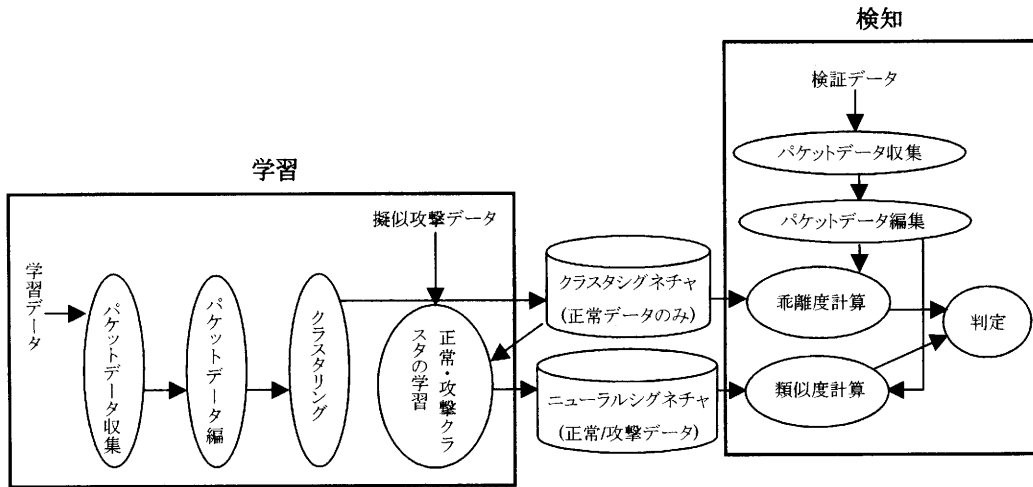 検知
検証データ
パケットデータ収集
パケットデータ編集
学習
擬似攻撃データ
学習データ
パケットデータ収集
パケットデータ編
クラスタリング
正常・攻撃クラ
スタの学習
クラスタシグネチャ
(正常データのみ)
ニューラルシグネチャ
(正常/攻撃データ)
乖離度計算
類似度計算
判定